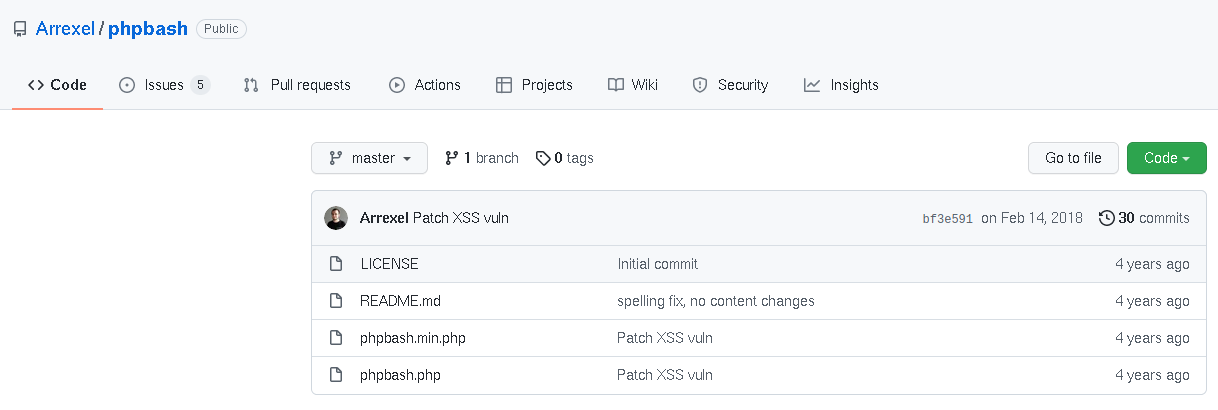 Arrexel / phpbash Public
Code Issues 5 Pull requests Actions Projects Wiki Security Insights
master 1 branch 0 tags Go to file Code
Arrexel Patch XSS vuln bf3e591 on Feb 14, 2018 30 commits
LICENSE Initial commit 4 years ago
README.md spelling fix, no content changes 4 years ago
phpbash.min.php Patch XSS vuln 4 years ago
phpbash.php Patch XSS vuln 4 years ago